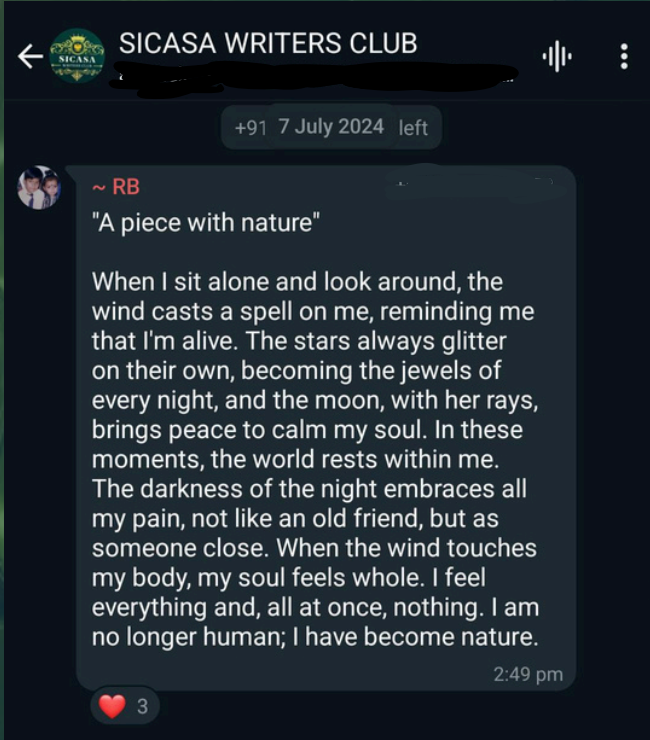 SICASA WRITERS CLUB
SICASA
+91 7 July 2024 left
~ RB
"A piece with nature"
When I sit alone and look around, the
wind casts a spell on me, reminding me
that I'm alive. The stars always glitter
on their own, becoming the jewels of
every night, and the moon, with her rays,
brings peace to calm my soul. In these
moments, the world rests within me.
The darkness of the night embraces all
my pain, not like an old friend, but as
someone close. When the wind touches
my body, my soul feels whole. I feel
everything and, all at once, nothing. I am
no longer human; I have become nature.
2:49 pm
3